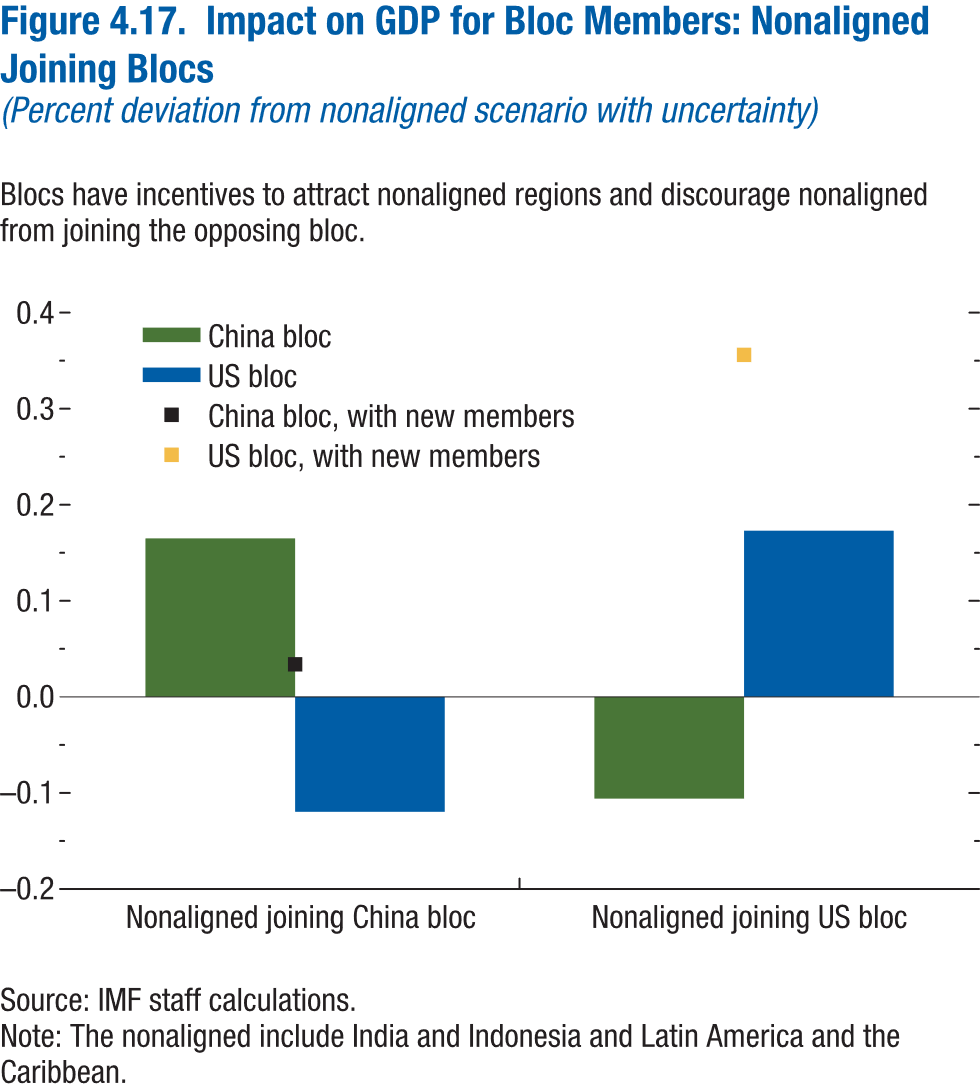 Figure 4.17.  Impact on GDP for Bloc Members: Nonaligned
Joining Blocs
(Percent deviation from nonaligned scenario with uncertainty)
Blocs have incentives to attract nonaligned regions and discourage nonaligned
from joining the opposing bloc.
0.4
0.3
0.2
0.1
0.0
–0.1
–0.2
China bloc
US bloc
China bloc, with new members
US bloc, with new members
Nonaligned joining China bloc
Nonaligned joining US bloc
Source: IMF staff calculations.
Note: The nonaligned include India and Indonesia and Latin America and the
Caribbean.